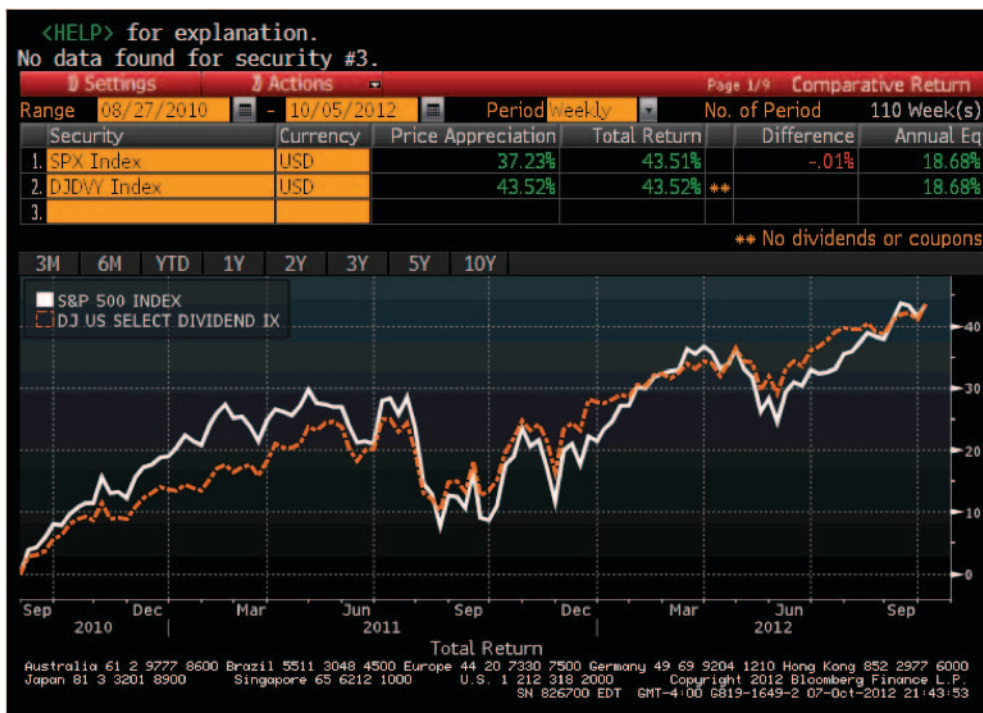 <HELP> for explanation.
No data found for security #3.
1) Settings 2) Actions Page 1/9 Comparative Return
Range 08/27/2010 - 10/05/2012 Period Weekly No. of Period 110 Week(s)
Security Currency Price Appreciation Total Return Difference Annual Eq
1. SPX Index USD 37.23% 43.51% -.01% 18.68%
2. DJDVY Index USD 43.52% 43.52% ** 18.68%
3.
** No dividends or coupons
3M 6M YTD 1Y 2Y 3Y 5Y 10Y
S&P 500 INDEX
DJ US SELECT DIVIDEND IX
40
30
20
10
0
Sep Dec Mar Jun Sep Dec Mar Jun Sep
2010 2011 2012
Total Return
Australia 61 2 9777 8600 Brazil 5511 3048 4500 Europe 44 20 7330 7500 Germany 49 69 9204 1210 Hong Kong 852 2977 6000
Japan 81 3 3201 8900 Singapore 65 6212 1000 U.S. 1 212 318 2000 Copyright 2012 Bloomberg Finance L.P.
SN 826700 EDT GMT-4:00 G819-1649-2 07-Oct-2012 21:43:53